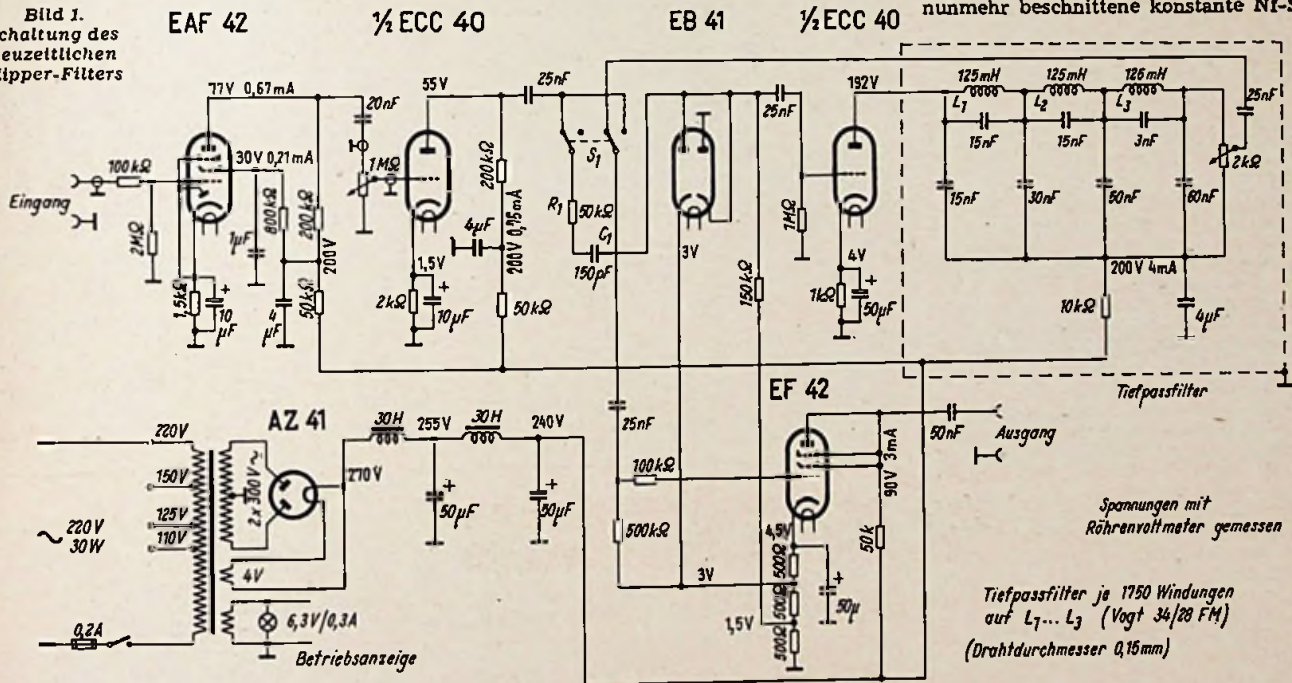 Bild 1.
chaltung des
euzeitlichen
lipper-Filters
EAF 42
½ ECC 40
EB 41
½ ECC 40
nunmehr beschnittene konstante Nf-S
77V 0,67mA
20nF
55V
25nF
25nF
192V
125mH
125mH
126mH
L1
L2
L3
25nF
100kΩ
30V 0,21mA
1MΩ
200kΩ
S1
15nF
15nF
3nF
2kΩ
Eingang
2MΩ
1µF
800kΩ
200kΩ
200V
4µF
200V 0,75mA
R1
50kΩ
C1
150pF
3V
150kΩ
1MΩ
4V
15nF
30nF
50nF
60nF
200V 4mA
1,5kΩ
10
µF
4
µF
50kΩ
1,5V
2kΩ
+
10µF
50kΩ
1kΩ
+
50µF
10kΩ
4µF
Tiefpassfilter
EF 42
AZ 41
30H
255V
30H
240V
25nF
50nF
Ausgang
220V
150V
125V
110V
2x300V~
270V
+
50µF
+
50µF
100kΩ
500kΩ
3mA
90V
50k
Spannungen mit
Röhrenvoltmeter gemessen
~ 220V
30W
4V
4,5V
500Ω
500Ω
500Ω
+
50µ
3V
1,5V
0,2A
6,3V/0,3A
Betriebsanzeige
Tiefpassfilter je 1750 Windungen
auf L1... L3 (Vogt 34/28 FM)
(Drahtdurchmesser 0,15mm)